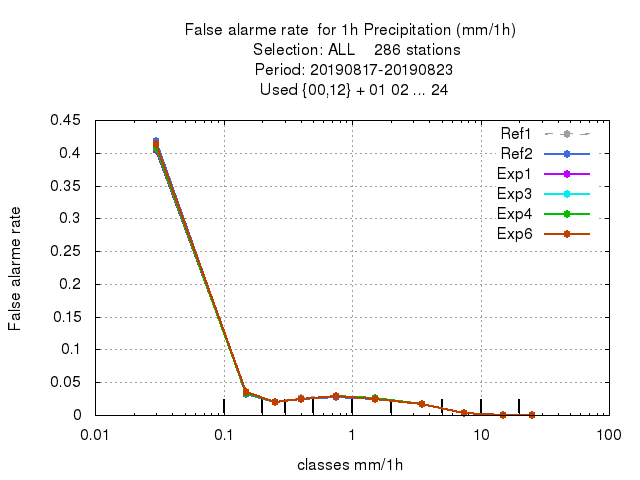 False alarme rate  for 1h Precipitation (mm/1h)
Selection: ALL    286 stations
Period: 20190817-20190823
Used {00,12} + 01 02 ... 24
0.45
0.4
0.35
0.3
0.25
0.2
0.15
0.1
0.05
0
False alarme rate
Ref1
Ref2
Exp1
Exp3
Exp4
Exp6
0.01
0.1
1
10
100
classes mm/1h